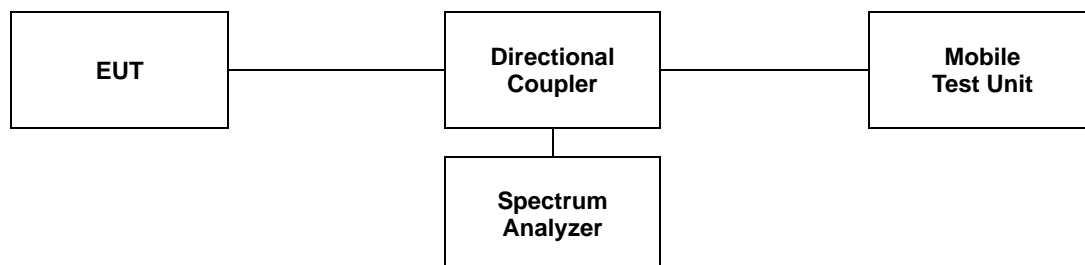 EUT
Directional
Coupler
Mobile
Test Unit
Spectrum
Analyzer